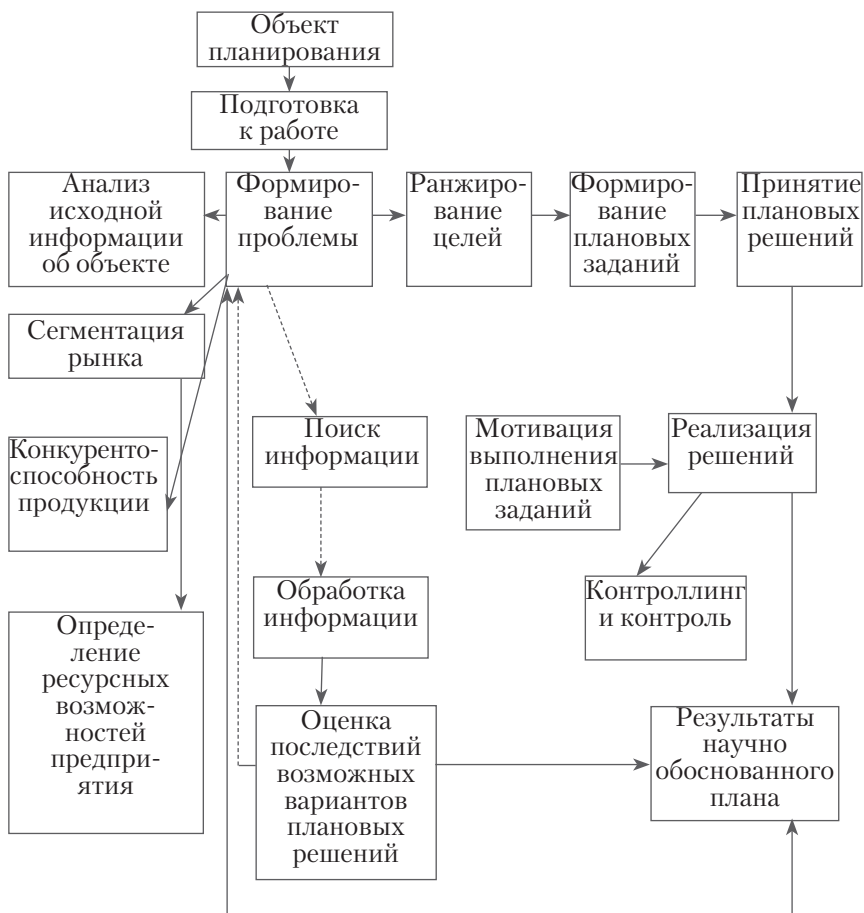 Объект
планирования
Подготовка
к работе
Анализ
исходной
информации
об объекте
Формиро-
вание
проблемы
Ранжиро-
вание
целей
Формиро-
вание
плановых
заданий
Принятие
плановых
решений
Сегментация
рынка
Конкуренто-
способность
продукции
Поиск
информации
Мотивация
выполнения
плановых
заданий
Реализация
решений
Обработка
информации
Контроллинг
и контроль
Опреде-
ление
ресурсных
возмож-
ностей
предпри-
ятия
Оценка
последствий
возможных
вариантов
плановых
решений
Результаты
научно
обоснованного
плана